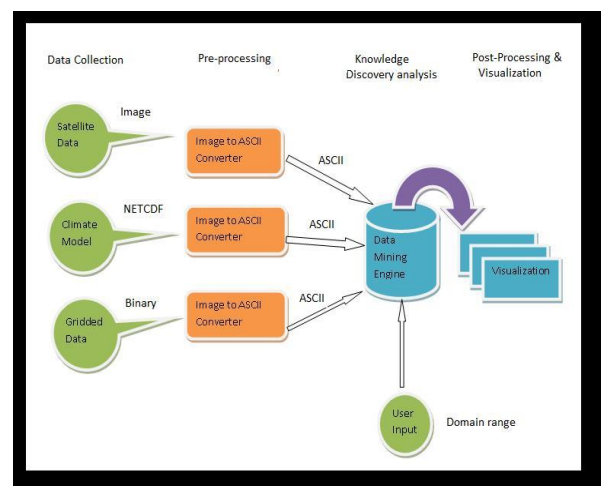 Data Collection
Pre-processing
Knowledge
Discovery analysis
Post-Processing &
Visualization
Image
Satellite
Data
Image to ASCII
Converter
ASCII
NETCDF
Climate
Model
Image to ASCII
Converter
ASCII
Data
Mining
Engine
Visualization
Binary
Gridded
Data
Image to ASCII
Converter
ASCII
User
Input
Domain range